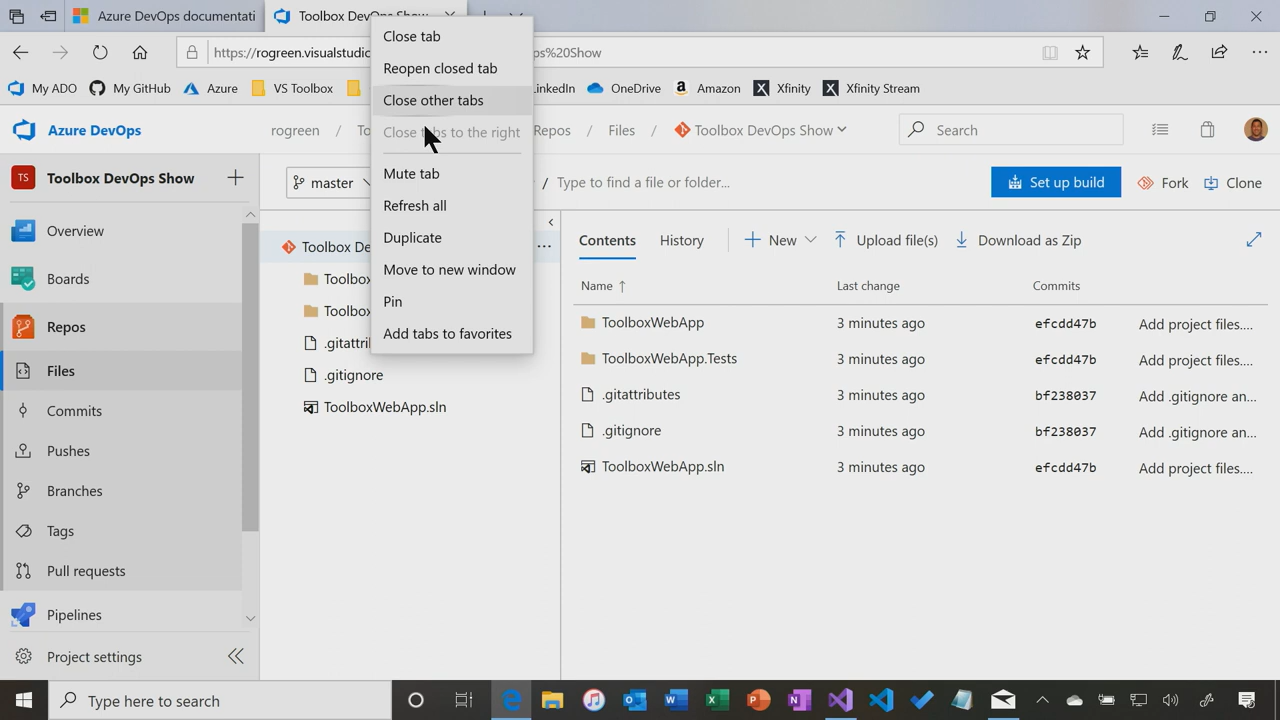 Azure DevOps documentati
Toolbox DevOps Show
https://rogreen.visualstudio
ps%20Show
My ADO
My GitHub
Azure
VS Toolbox
LinkedIn
OneDrive
Amazon
Xfinity
Xfinity Stream
Close tab
Reopen closed tab
Close other tabs
Close tabs to the right
Mute tab
Refresh all
Duplicate
Move to new window
Pin
Add tabs to favorites
Azure DevOps
rogreen / To
Repos / Files / Toolbox DevOps Show
Search
TS
Toolbox DevOps Show
Overview
Boards
Repos
Files
Commits
Pushes
Branches
Tags
Pull requests
Pipelines
Project settings
master
/ Type to find a file or folder...
Set up build
Fork
Clone
Toolbox De
Toolbox
Toolbox
.gitattri
.gitignore
ToolboxWebApp.sln
Contents
History
New
Upload file(s)
Download as Zip
Name ↑ Last change Commits
ToolboxWebApp 3 minutes ago efcdd47b Add project files....
ToolboxWebApp.Tests 3 minutes ago efcdd47b Add project files....
.gitattributes 3 minutes ago bf238037 Add .gitignore an...
.gitignore 3 minutes ago bf238037 Add .gitignore an...
ToolboxWebApp.sln 3 minutes ago efcdd47b Add project files....
Type here to search